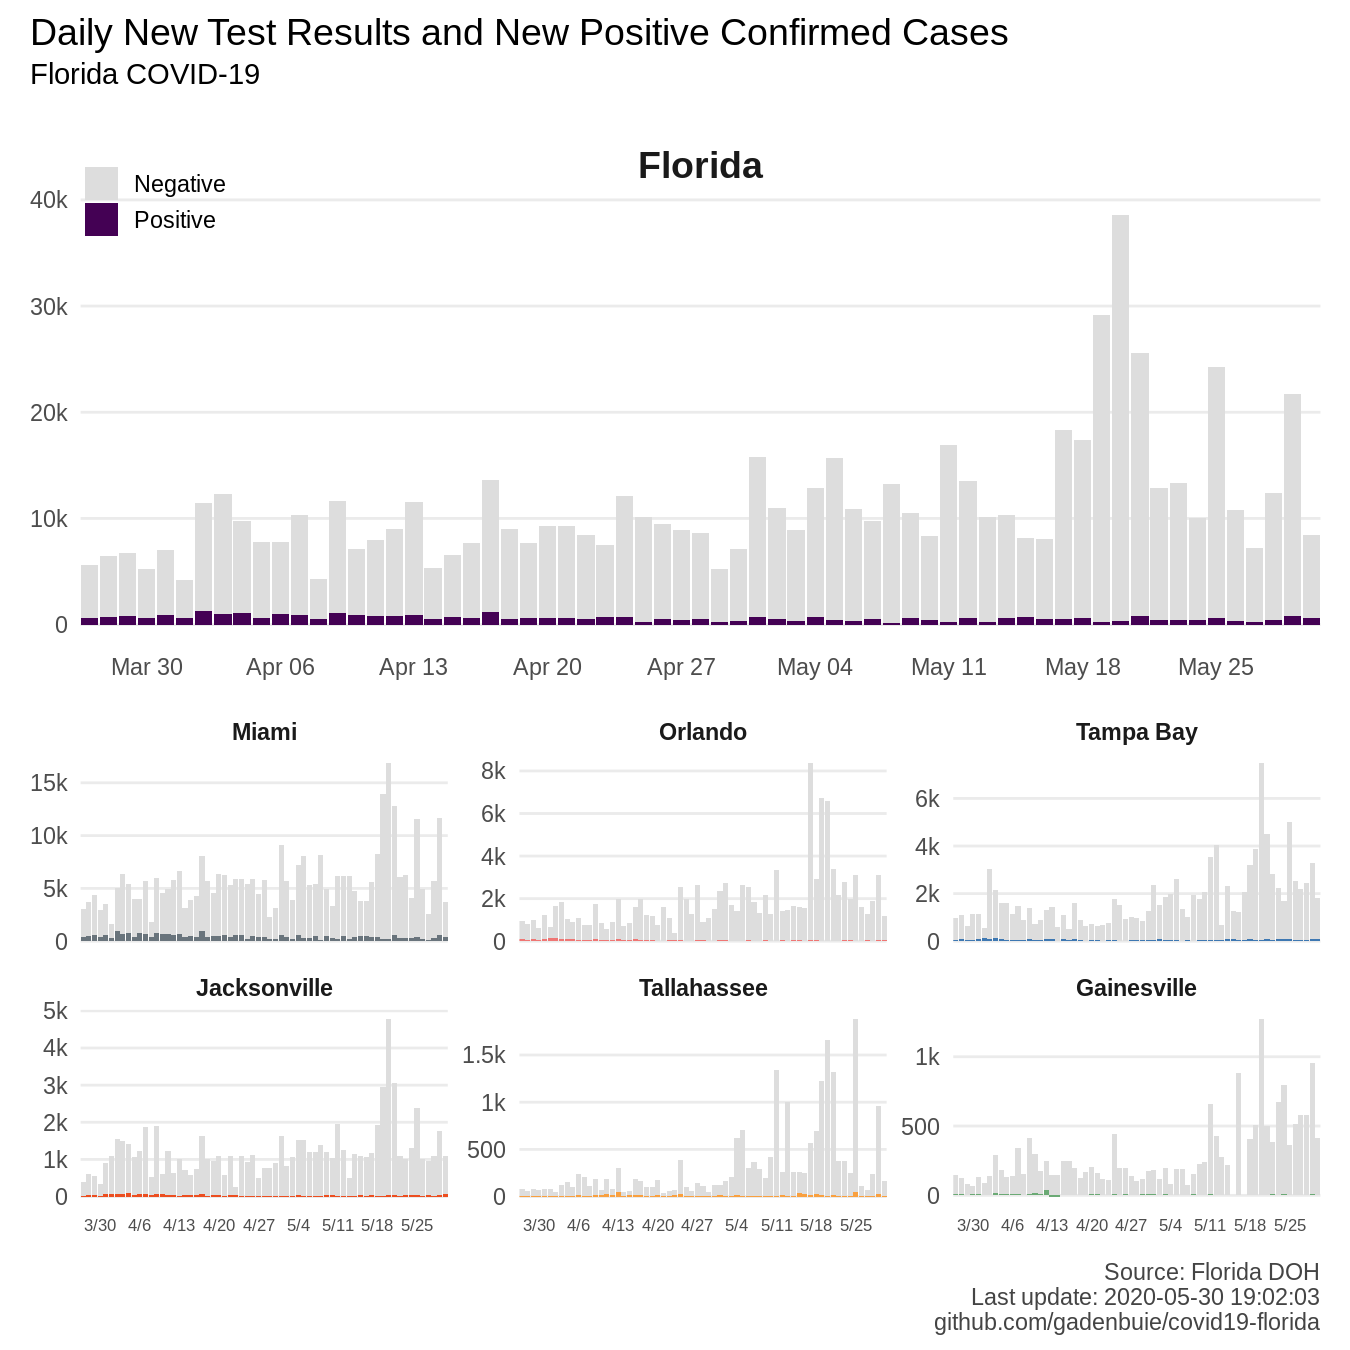 Daily New Test Results and New Positive Confirmed Cases
Florida COVID-19
Florida
Negative
Positive
40k
30k
20k
10k
0
Mar 30 Apr 06 Apr 13 Apr 20 Apr 27 May 04 May 11 May 18 May 25
Miami Orlando Tampa Bay
15k
10k
5k
0
8k
6k
4k
2k
0
6k
4k
2k
0
Jacksonville Tallahassee Gainesville
5k
4k
3k
2k
1k
0
1.5k
1k
500
0
1k
500
0
3/30 4/6 4/13 4/20 4/27 5/4 5/11 5/18 5/25
3/30 4/6 4/13 4/20 4/27 5/4 5/11 5/18 5/25
3/30 4/6 4/13 4/20 4/27 5/4 5/11 5/18 5/25
Source: Florida DOH
Last update: 2020-05-30 19:02:03
github.com/gadenbuie/covid19-florida